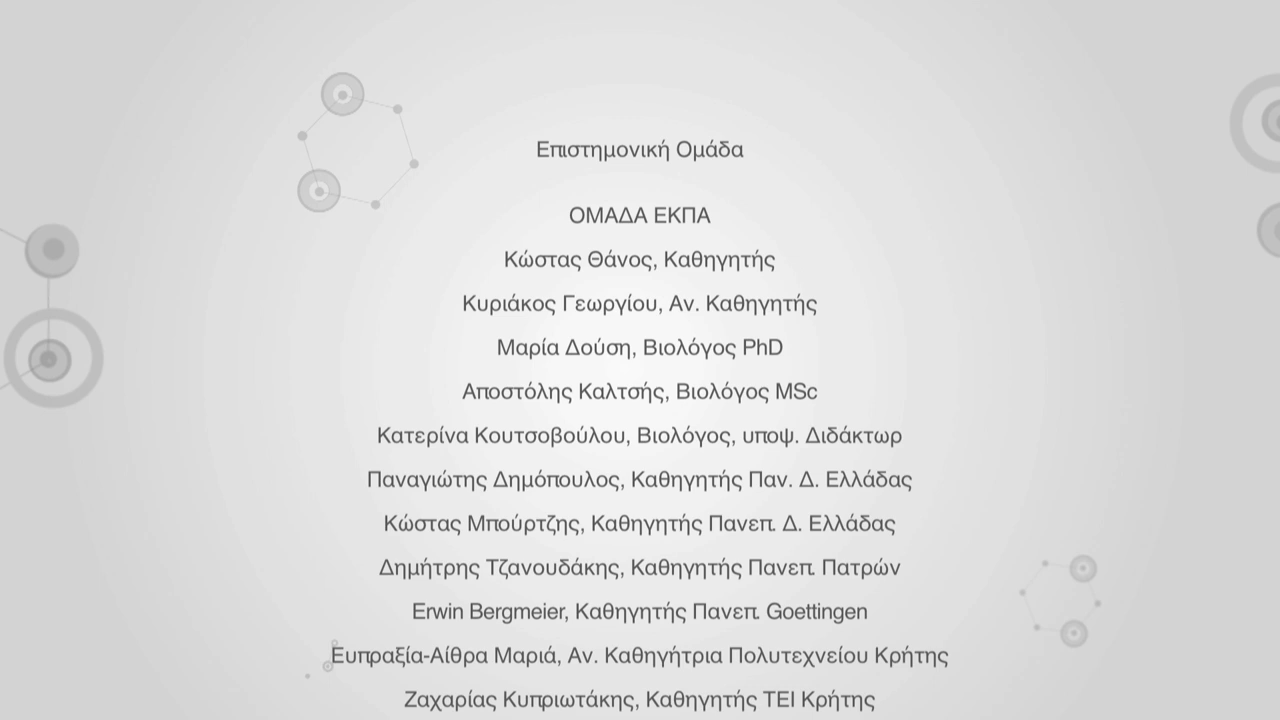 Επιστημονική Ομάδα
ΟΜΑΔΑ ΕΚΠΑ
Κώστας Θάνος, Καθηγητής
Κυριάκος Γεωργίου, Αν. Καθηγητής
Μαρία Δούση, Βιολόγος PhD
Αποστόλης Καλτσής, Βιολόγος MSc
Κατερίνα Κουτσοβούλου, Βιολόγος, υποψ. Διδάκτωρ
Παναγιώτης Δημόπουλος, Καθηγητής Παν. Δ. Ελλάδας
Κώστας Μπούρτζης, Καθηγητής Πανεπ. Δ. Ελλάδας
Δημήτρης Τζανουδάκης, Καθηγητής Πανεπ. Πατρών
Erwin Bergmeier, Καθηγητής Πανεπ. Goettingen
Ευπραξία-Αίθρα Μαριά, Αν. Καθηγήτρια Πολυτεχνείου Κρήτης
Ζαχαρίας Κυπριωτάκης, Καθηγητής ΤΕΙ Κρήτης